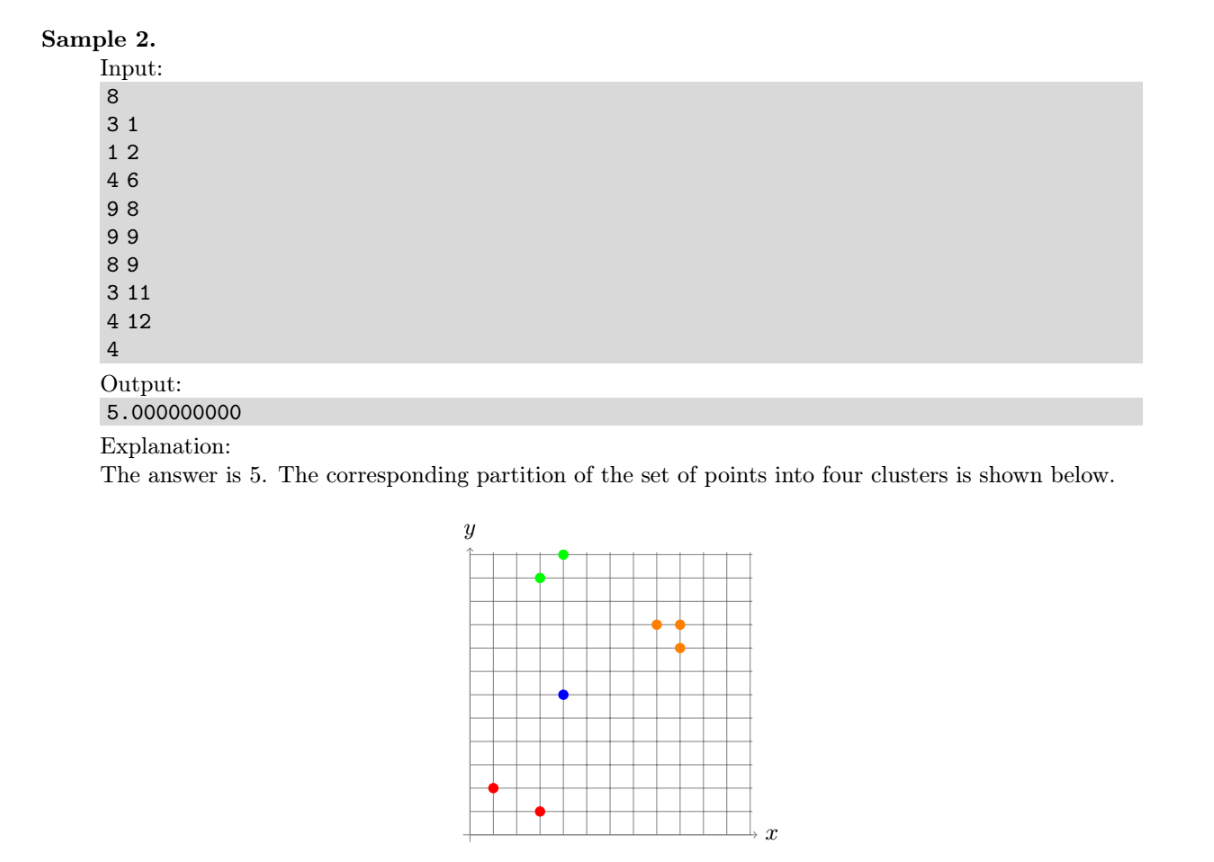 Sample 2.
Input:
8
3 1
1 2
4 6
9 8
9 9
8 9
3 11
4 12
4
Output:
5.000000000
Explanation:
The answer is 5. The corresponding partition of the set of points into four clusters is shown below.
y
x